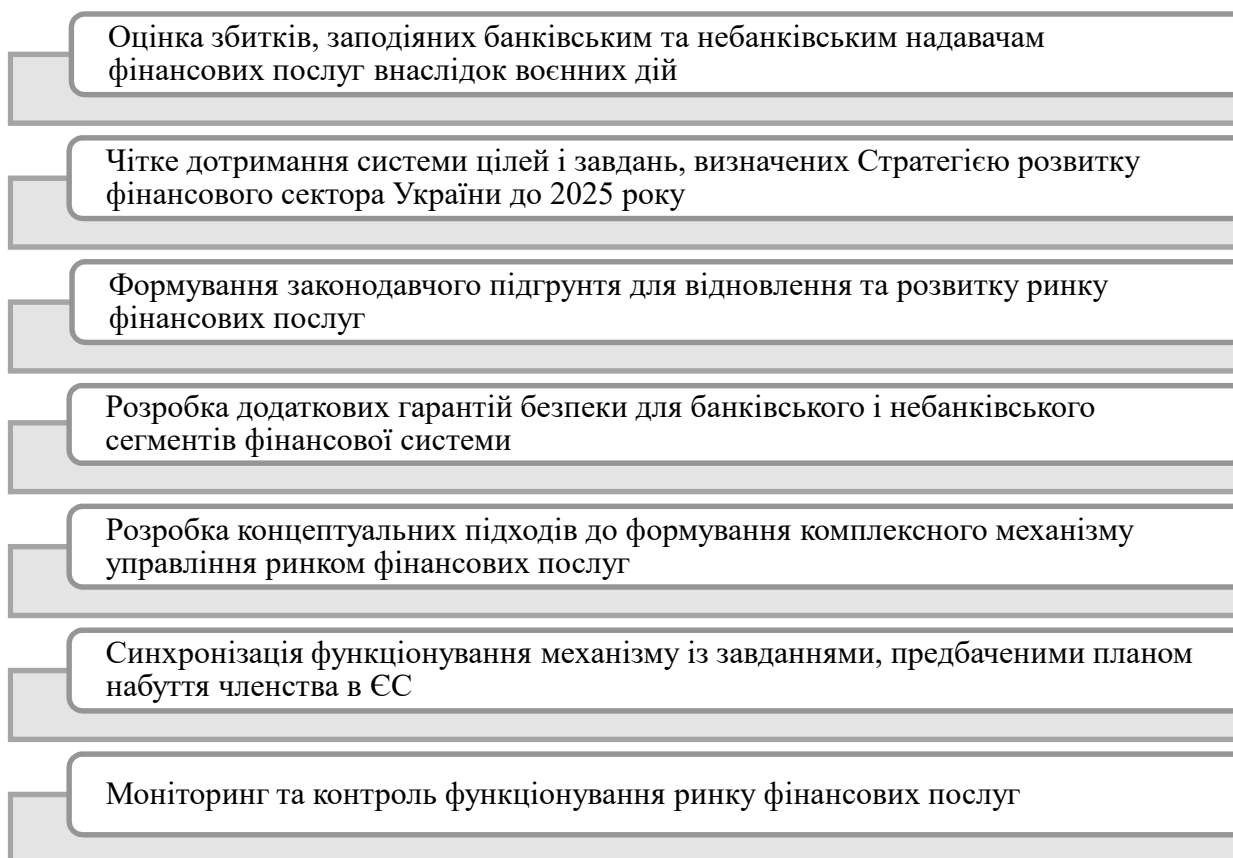 Оцінка збитків, заподіяних банківським та небанківським надавачам
фінансових послуг внаслідок воєнних дій
Чітке дотримання системи цілей і завдань, визначених Стратегією розвитку
фінансового сектора України до 2025 року
Формування законодавчого підгрунтя для відновлення та розвитку ринку
фінансових послуг
Розробка додаткових гарантій безпеки для банківського і небанківського
сегментів фінансової системи
Розробка концептуальних підходів до формування комплексного механізму
управління ринком фінансових послуг
Синхронізація функціонування механізму із завданнями, предбаченими планом
набуття членства в ЄС
Моніторинг та контроль функціонування ринку фінансових послуг